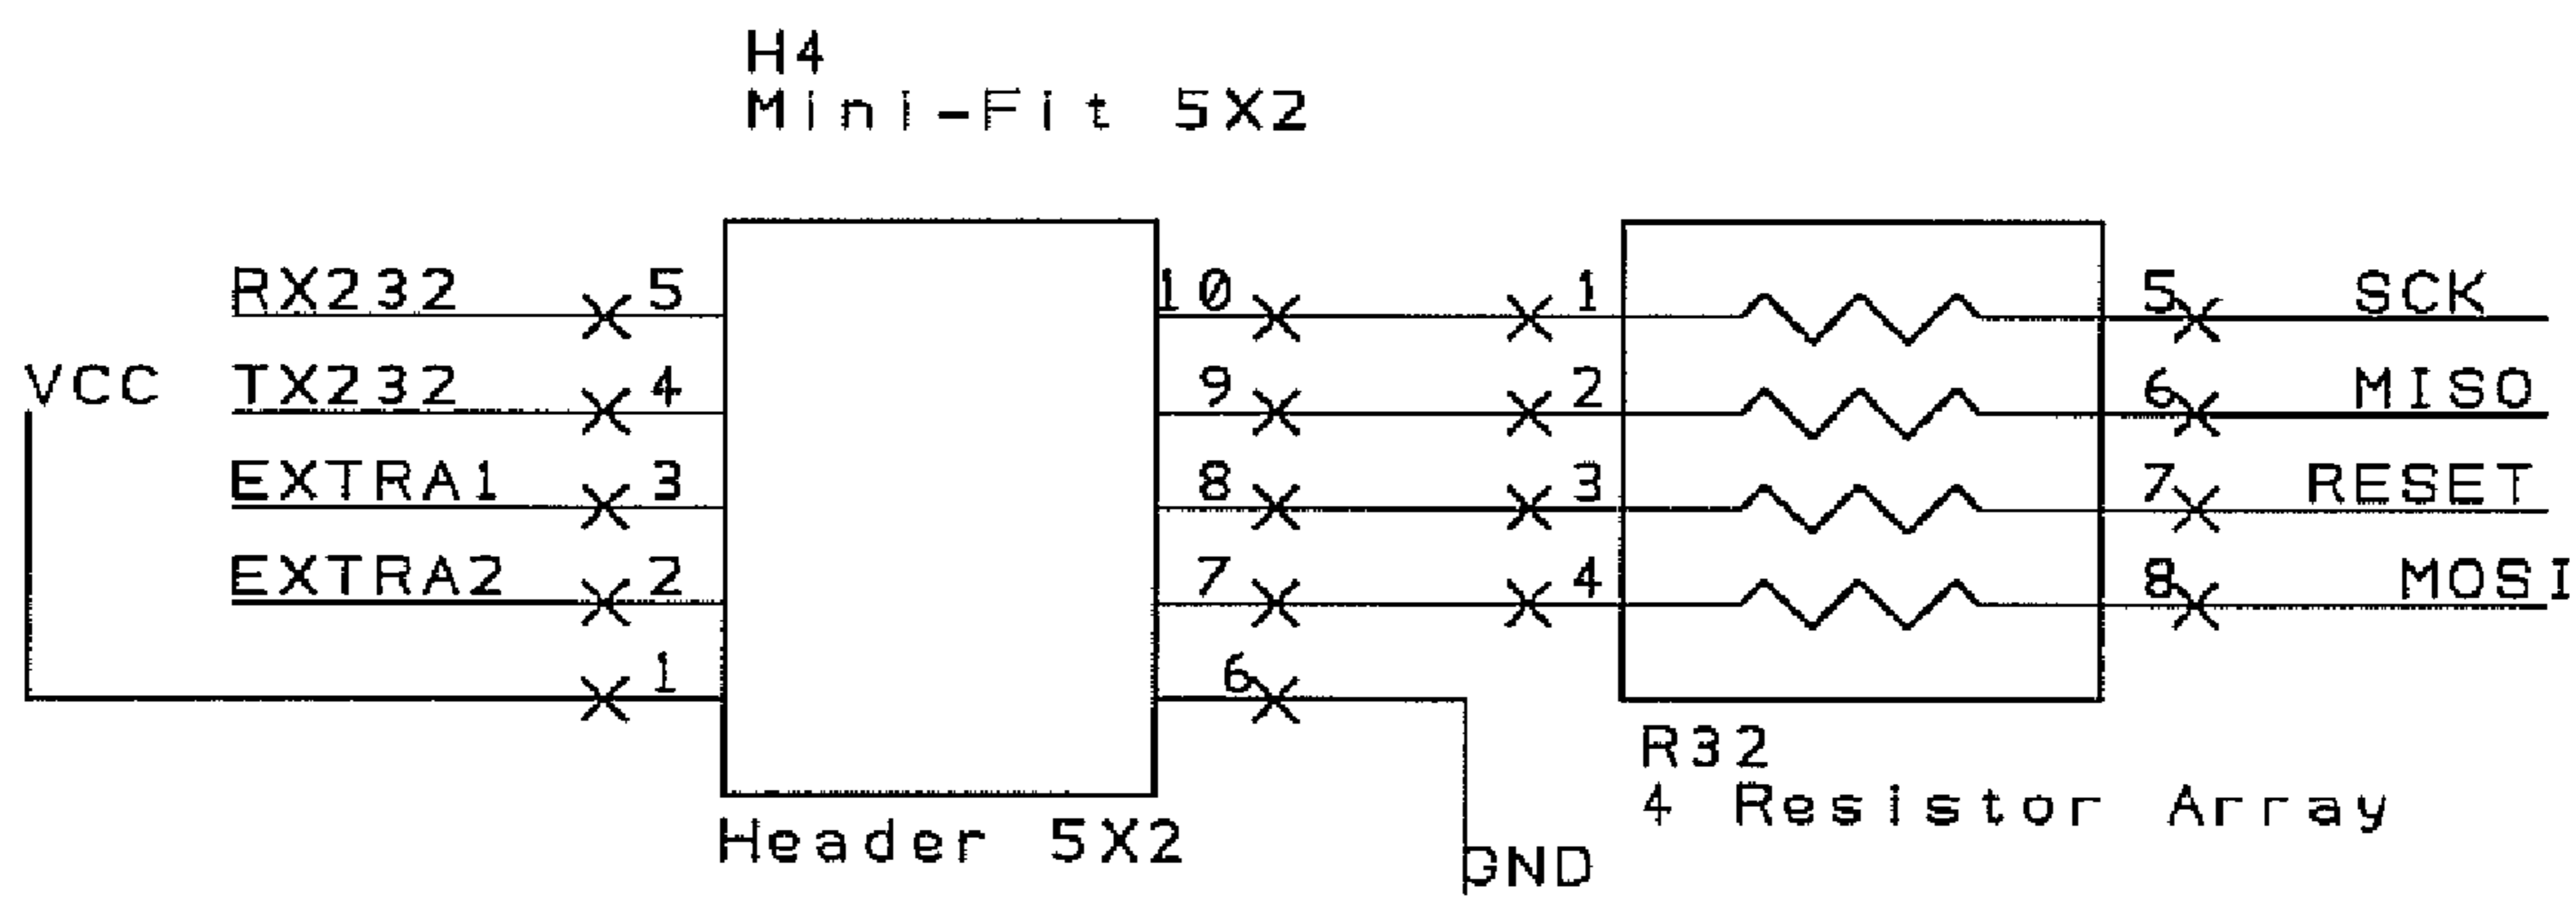 H4
Mini-Fit 5X2
RX232 5 10 1 5 SCK
VCC TX232 4 9 2 6 MISO
EXTRA1 3 8 3 7 RESET
EXTRA2 2 7 4 8 MOSI
1 6
R32
4 Resistor Array
Header 5X2
GND